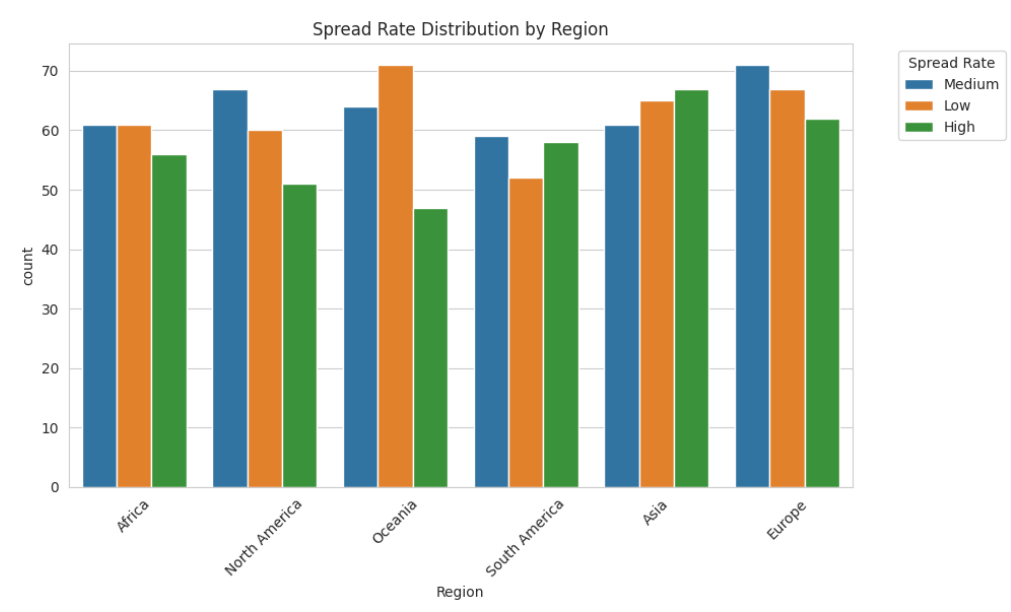 Spread Rate Distribution by Region
Spread Rate
Medium
Low
High
70
60
50
40
30
20
10
0
count
Africa
North America
Oceania
South America
Asia
Europe
Region